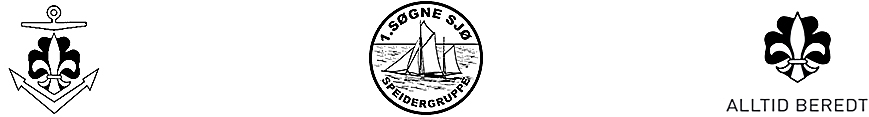 1.SØGNE SJØ
SPEIDERGRUPPE
ALLTID BEREDT